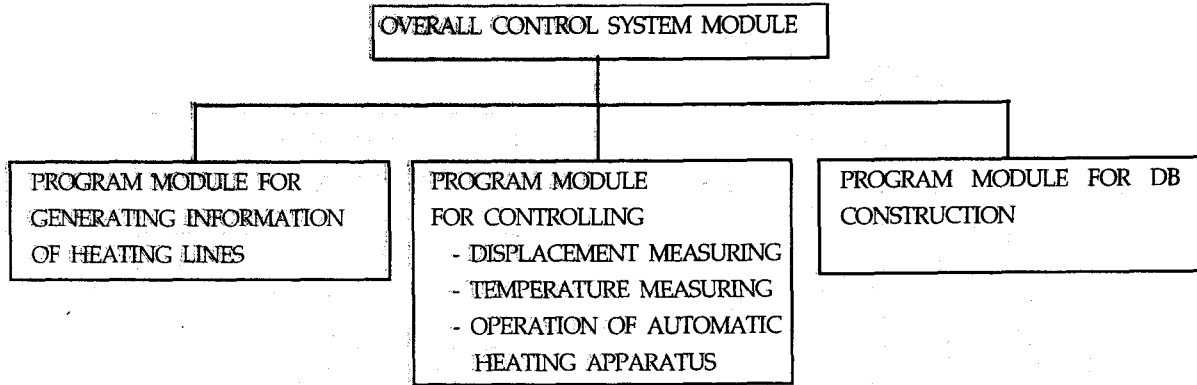 OVERALL CONTROL SYSTEM MODULE
PROGRAM MODULE FOR
GENERATING INFORMATION
OF HEATING LINES
PROGRAM MODULE
FOR CONTROLLING
- DISPLACEMENT MEASURING
- TEMPERATURE MEASURING
- OPERATION OF AUTOMATIC
HEATING APPARATUS
PROGRAM MODULE FOR DB
CONSTRUCTION